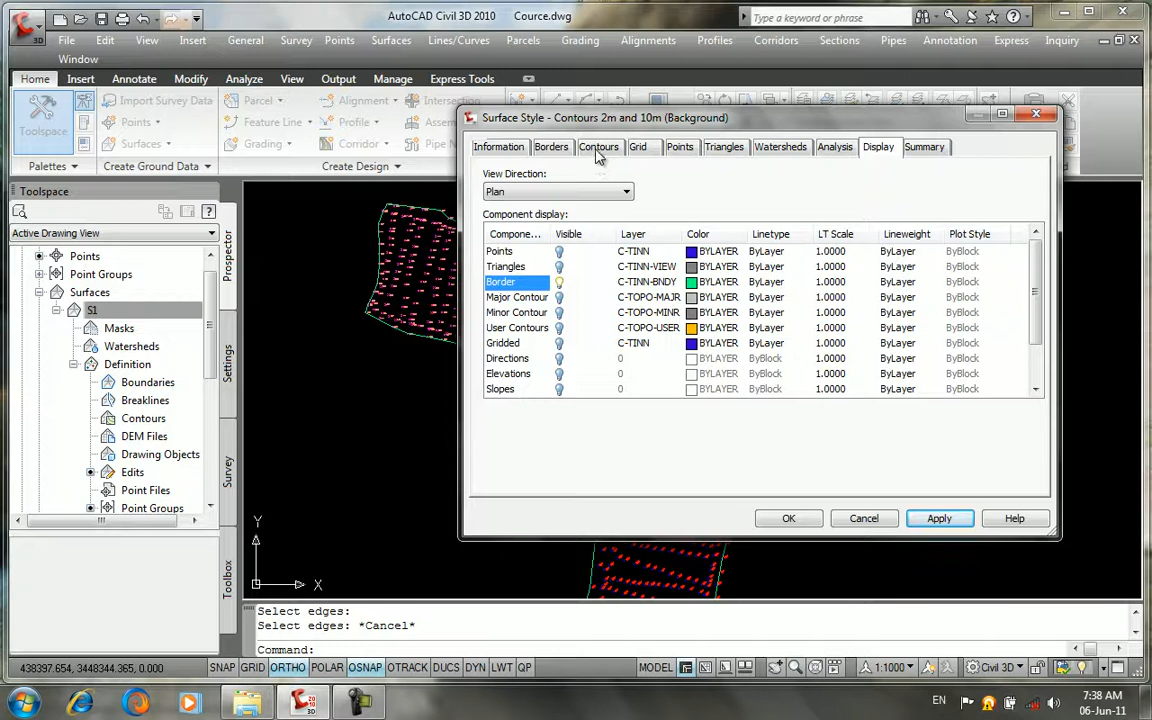 AutoCAD Civil 3D 2010 Cource.dwg
Type a keyword or phrase
File Edit View Insert General Survey Points Surfaces Lines/Curves Parcels Grading Alignments Profiles Corridors Sections Pipes Annotation Express Inquiry
Window
Home Insert Annotate Modify Analyze View Output Manage Express Tools
Toolspace
Import Survey Data
Points
Surfaces
Parcel
Feature Line
Grading
Alignment
Profile
Corridor
Intersection
Assembly
Palettes
Create Ground Data
Create Design
Toolspace
Active Drawing View
Points
Point Groups
Surfaces
S1
Masks
Watersheds
Definition
Boundaries
Breaklines
Contours
DEM Files
Drawing Objects
Edits
Point Files
Point Groups
Prospector
Settings
Survey
Toolbox
Surface Style - Contours 2m and 10m (Background)
Information Borders Contours Grid Points Triangles Watersheds Analysis Display Summary
View Direction:
Plan
Component display:
Compone... Visible Layer Color Linetype LT Scale Lineweight Plot Style
Points C-TINN BYLAYER ByLayer 1.0000 ByLayer ByBlock
Triangles C-TINN-VIEW BYLAYER ByLayer 1.0000 ByLayer ByBlock
Border C-TINN-BNDY BYLAYER ByLayer 1.0000 ByLayer ByBlock
Major Contour C-TOPO-MAJR BYLAYER ByLayer 1.0000 ByLayer ByBlock
Minor Contour C-TOPO-MINR BYLAYER ByLayer 1.0000 ByLayer ByBlock
User Contours C-TOPO-USER BYLAYER ByLayer 1.0000 ByLayer ByBlock
Gridded C-TINN BYLAYER ByLayer 1.0000 ByLayer ByBlock
Directions 0 BYLAYER ByBlock 1.0000 ByLayer ByBlock
Elevations 0 BYLAYER ByBlock 1.0000 ByLayer ByBlock
Slopes 0 BYLAYER ByBlock 1.0000 ByLayer ByBlock
OK Cancel Apply Help
Y
X
Select edges:
Select edges: *Cancel*
Command:
438397.654, 3448344.365, 0.000 SNAP GRID ORTHO POLAR OSNAP OTRACK DUCS DYN LWT QP MODEL 1:1000 Civil 3D
EN
7:38 AM
06-Jun-11